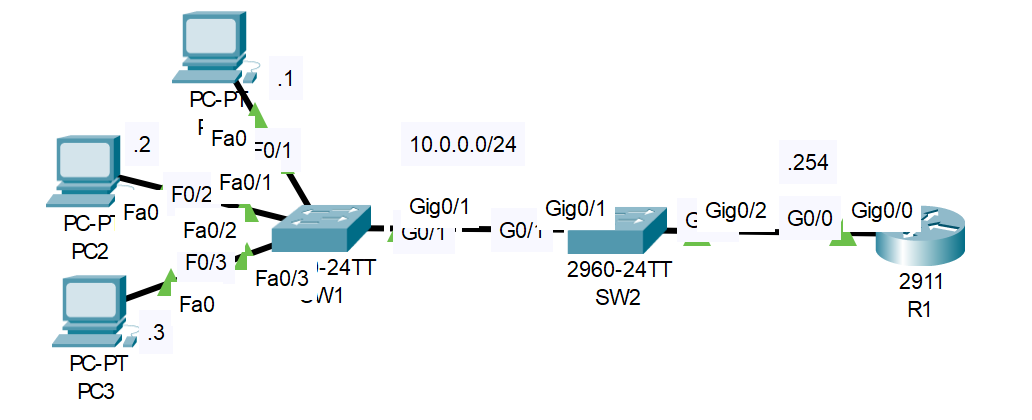 .1
PC-PT
Fa0
F0/1
.2
10.0.0.0/24
.254
F0/2
Fa0/1
PC-PT
Fa0
PC2
Fa0/2
Gig0/1
G0/1
G0/1
Gig0/1
Gig0/2
G0/0
Gig0/0
F0/3
Fa0/3
-24TT
SW1
2960-24TT
SW2
2911
R1
Fa0
.3
PC-PT
PC3